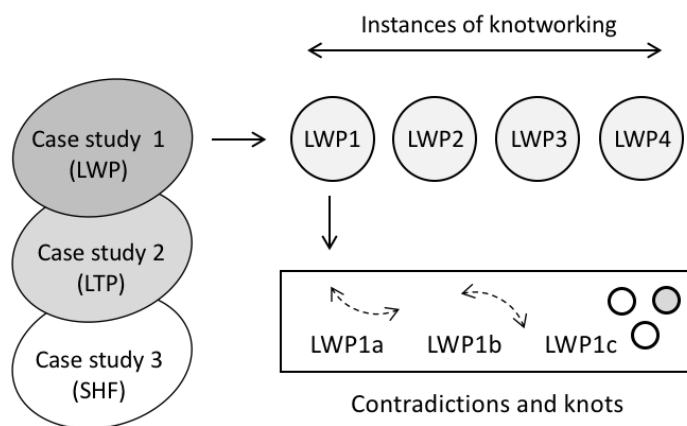 Instances of knotworking
Case study 1
(LWP)
LWP1
LWP2
LWP3
LWP4
Case study 2
(LTP)
Case study 3
(SHF)
LWP1a
LWP1b
LWP1c
Contradictions and knots